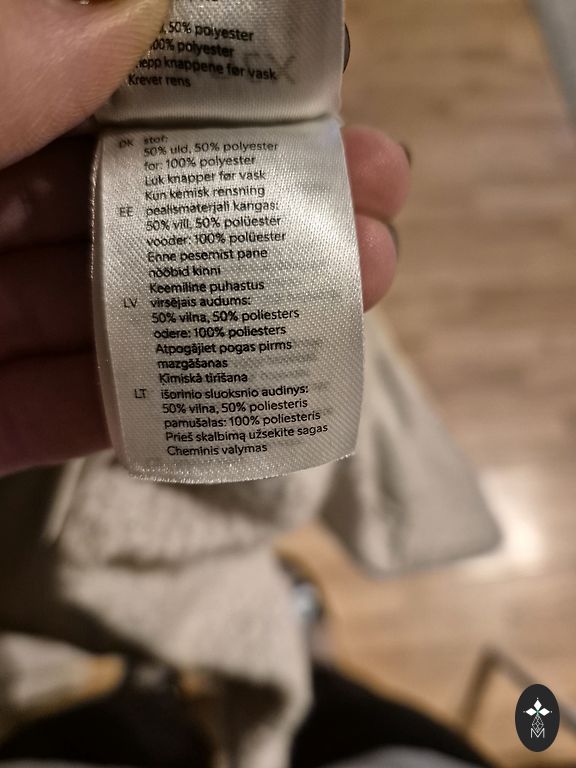 50% polyester
100% polyester
knappene før vask
Krever rens
DK stof:
50% uld, 50% polyester
for: 100% polyester
Luk knapper før vask
Kun kemisk rensning
EE pealismaterjali kangas:
50% vill, 50% polüester
vooder: 100% polüester
Enne pesemist pane
nööbid kinni
Keemiline puhastus
LV virsējais audums:
50% vilna, 50% poliesters
odere: 100% poliesters
Atpogājiet pogas pirms
mazgāšanas
Ķīmiskā tīrīšana
LT išorinio sluoksnio audinys:
50% vilna, 50% poliesteris
pamušalas: 100% poliesteris
Prieš skalbimą užsekite sagas
Cheminis valymas